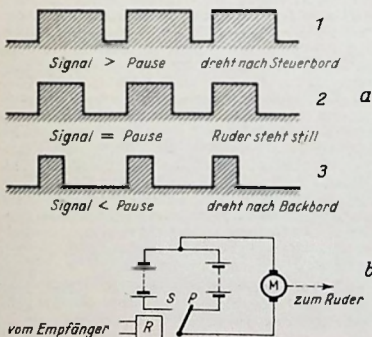 1
Signal > Pause dreht nach Steuerbord
2
a
Signal = Pause Ruder steht still
3
Signal < Pause dreht nach Backbord
b
S P
M
zum Ruder
vom Empfänger R